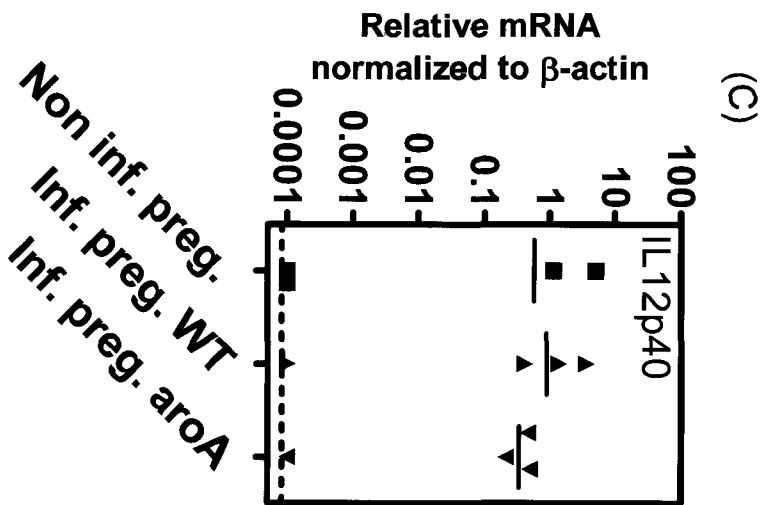 (C)
Relative mRNA
normalized to β-actin
100
10
1
0.1
0.01
0.001
0.0001
IL12p40
Non inf. preg.
Inf. preg. WT
Inf. preg. aroA